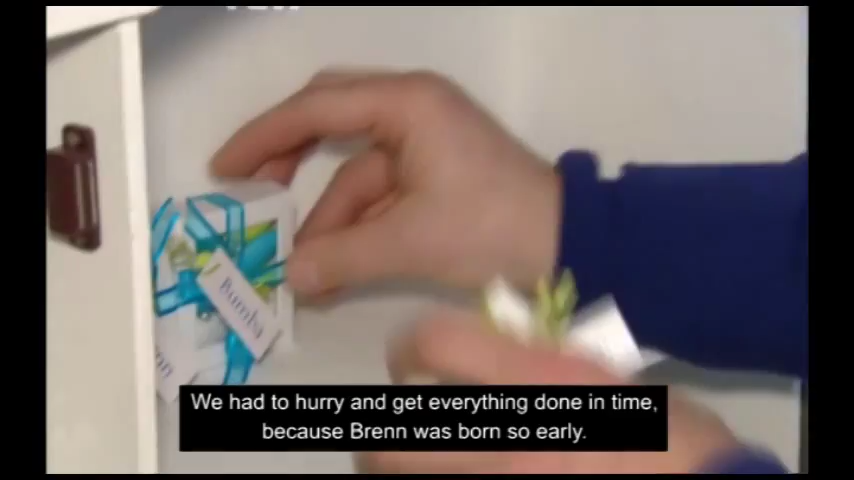 Bumba
We had to hurry and get everything done in time,
because Brenn was born so early.